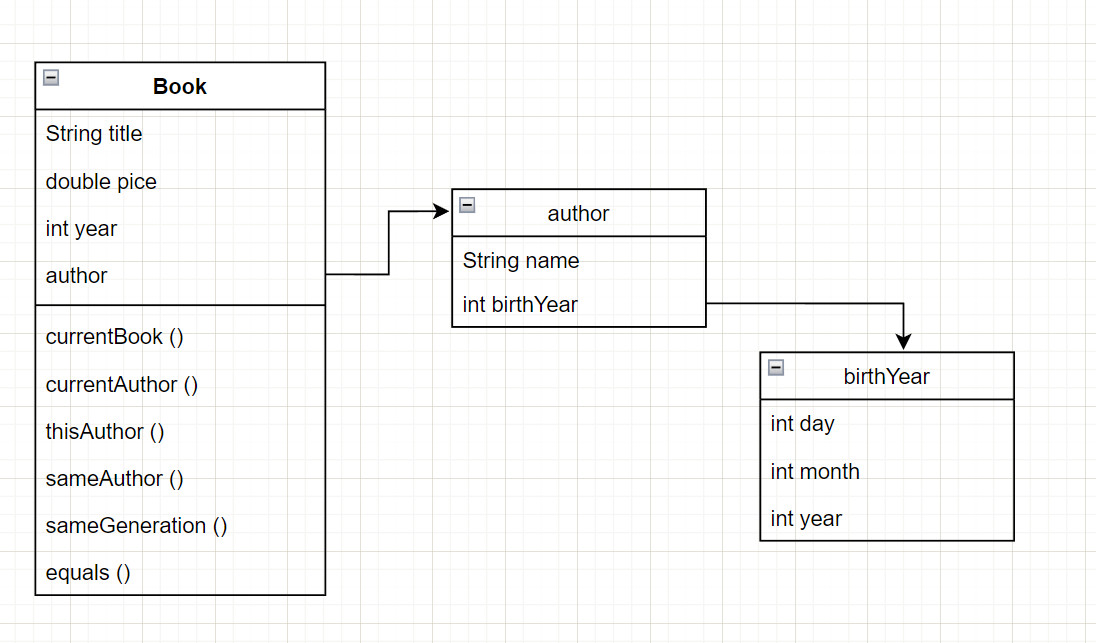 Book
String title
double pice
int year
author
currentBook ()
currentAuthor ()
thisAuthor ()
sameAuthor ()
sameGeneration ()
equals ()
author
String name
int birthYear
birthYear
int day
int month
int year